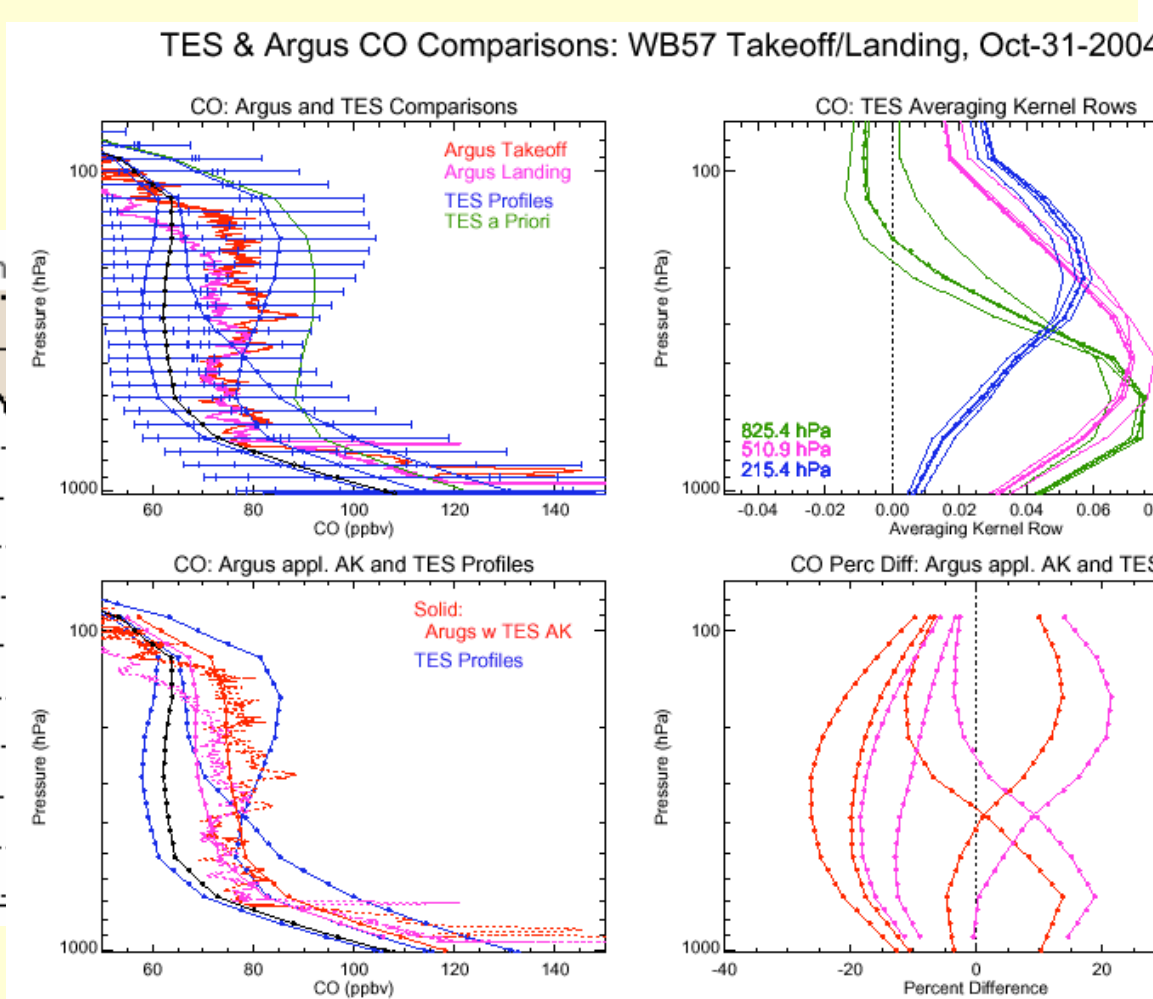 TES & Argus CO Comparisons: WB57 Takeoff/Landing, Oct-31-2004
CO: Argus and TES Comparisons
Argus Takeoff
Argus Landing
TES Profiles
TES a Priori
100
1000
Pressure (hPa)
60 80 100 120 140
CO (ppbv)
CO: TES Averaging Kernel Rows
100
1000
Pressure (hPa)
825.4 hPa
510.9 hPa
215.4 hPa
-0.04 -0.02 0.00 0.02 0.04 0.06
Averaging Kernel Row
CO: Argus appl. AK and TES Profiles
Solid:
Arugs w TES AK
TES Profiles
100
1000
Pressure (hPa)
60 80 100 120 140
CO (ppbv)
CO Perc Diff: Argus appl. AK and TES
100
1000
Pressure (hPa)
-40 -20 0 20
Percent Difference